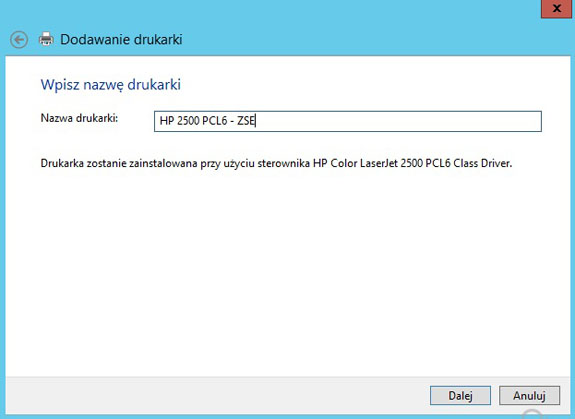 x
Dodawanie drukarki
Wpisz nazwę drukarki
Nazwa drukarki: HP 2500 PCL6 - ZSE
Drukarka zostanie zainstalowana przy użyciu sterownika HP Color LaserJet 2500 PCL6 Class Driver.
Dalej Anuluj